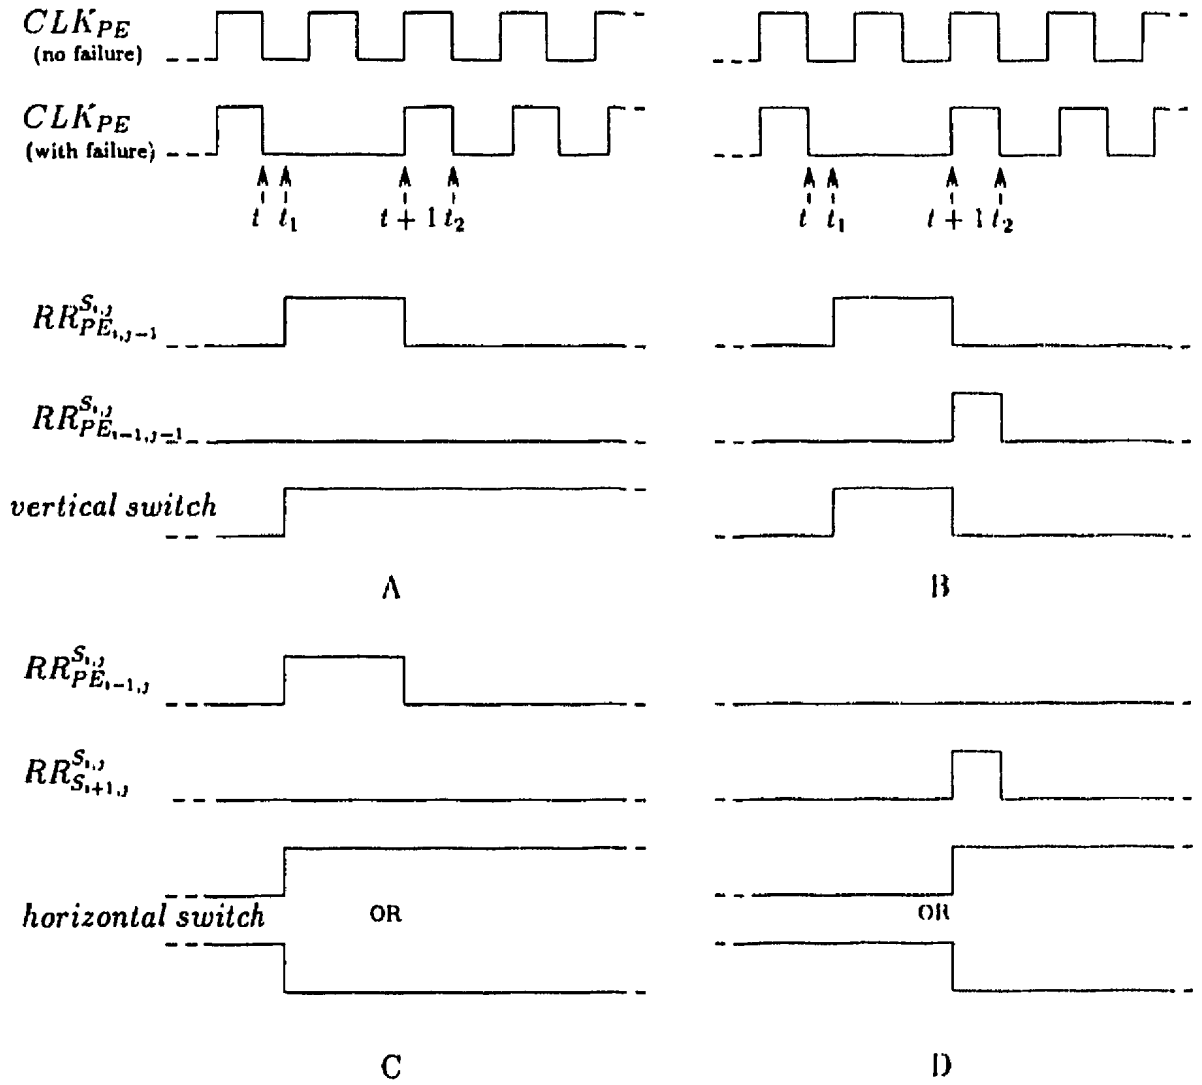 CLK_PE
(no failure)
CLK_PE
(with failure)
t t_1 t + 1 t_2
t t_1 t + 1 t_2
RR^{S_{i,j}}_{PE_{i,j-1}}
RR^{S_{i,j}}_{PE_{i-1,j-1}}
vertical switch
A B
RR^{S_{i,j}}_{PE_{i-1,j}}
RR^{S_{i,j}}_{S_{i+1,j}}
horizontal switch OR OR
C D